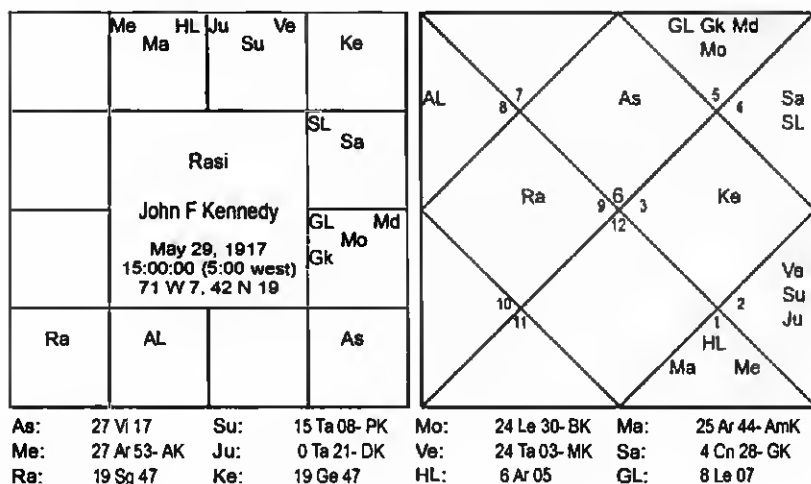 Me HL Ju Ve
Ma Su Ke
SL
Sa
Rasi
John F Kennedy
May 29, 1917
15:00:00 (5:00 west)
71 W 7, 42 N 19
GL Md
Mo
Gk
Ra AL As
GL Gk Md
Mo
AL 7 As 5 Sa
8 4 SL
Ra 6 Ke
9 3
12
Ve
Su
10 2 Ju
11 1
HL
Ma Me
As: 27 Vi 17 Su: 15 Ta 08- PK Mo: 24 Le 30- BK Ma: 25 Ar 44- AmK
Me: 27 Ar 53- AK Ju: 0 Ta 21- DK Ve: 24 Ta 03- MK Sa: 4 Cn 28- GK
Ra: 19 Sg 47 Ke: 19 Ge 47 HL: 6 Ar 05 GL: 8 Le 07